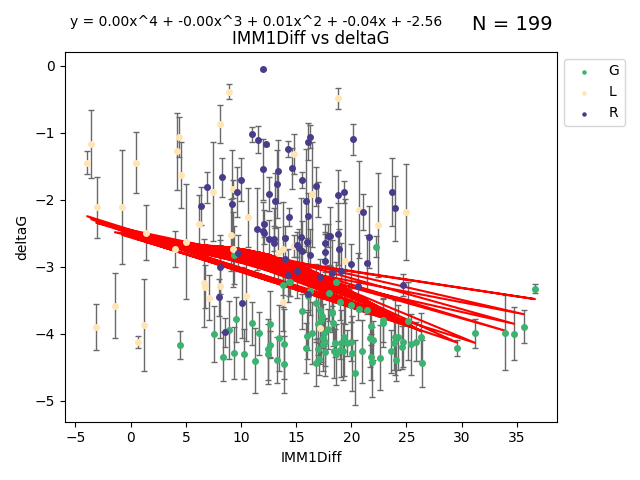 y = 0.00x^4 + -0.00x^3 + 0.01x^2 + -0.04x + -2.56
N = 199
IMM1Diff vs deltaG
G
L
R
deltaG
0
−1
−2
−3
−4
−5
−5 0 5 10 15 20 25 30 35
IMM1Diff